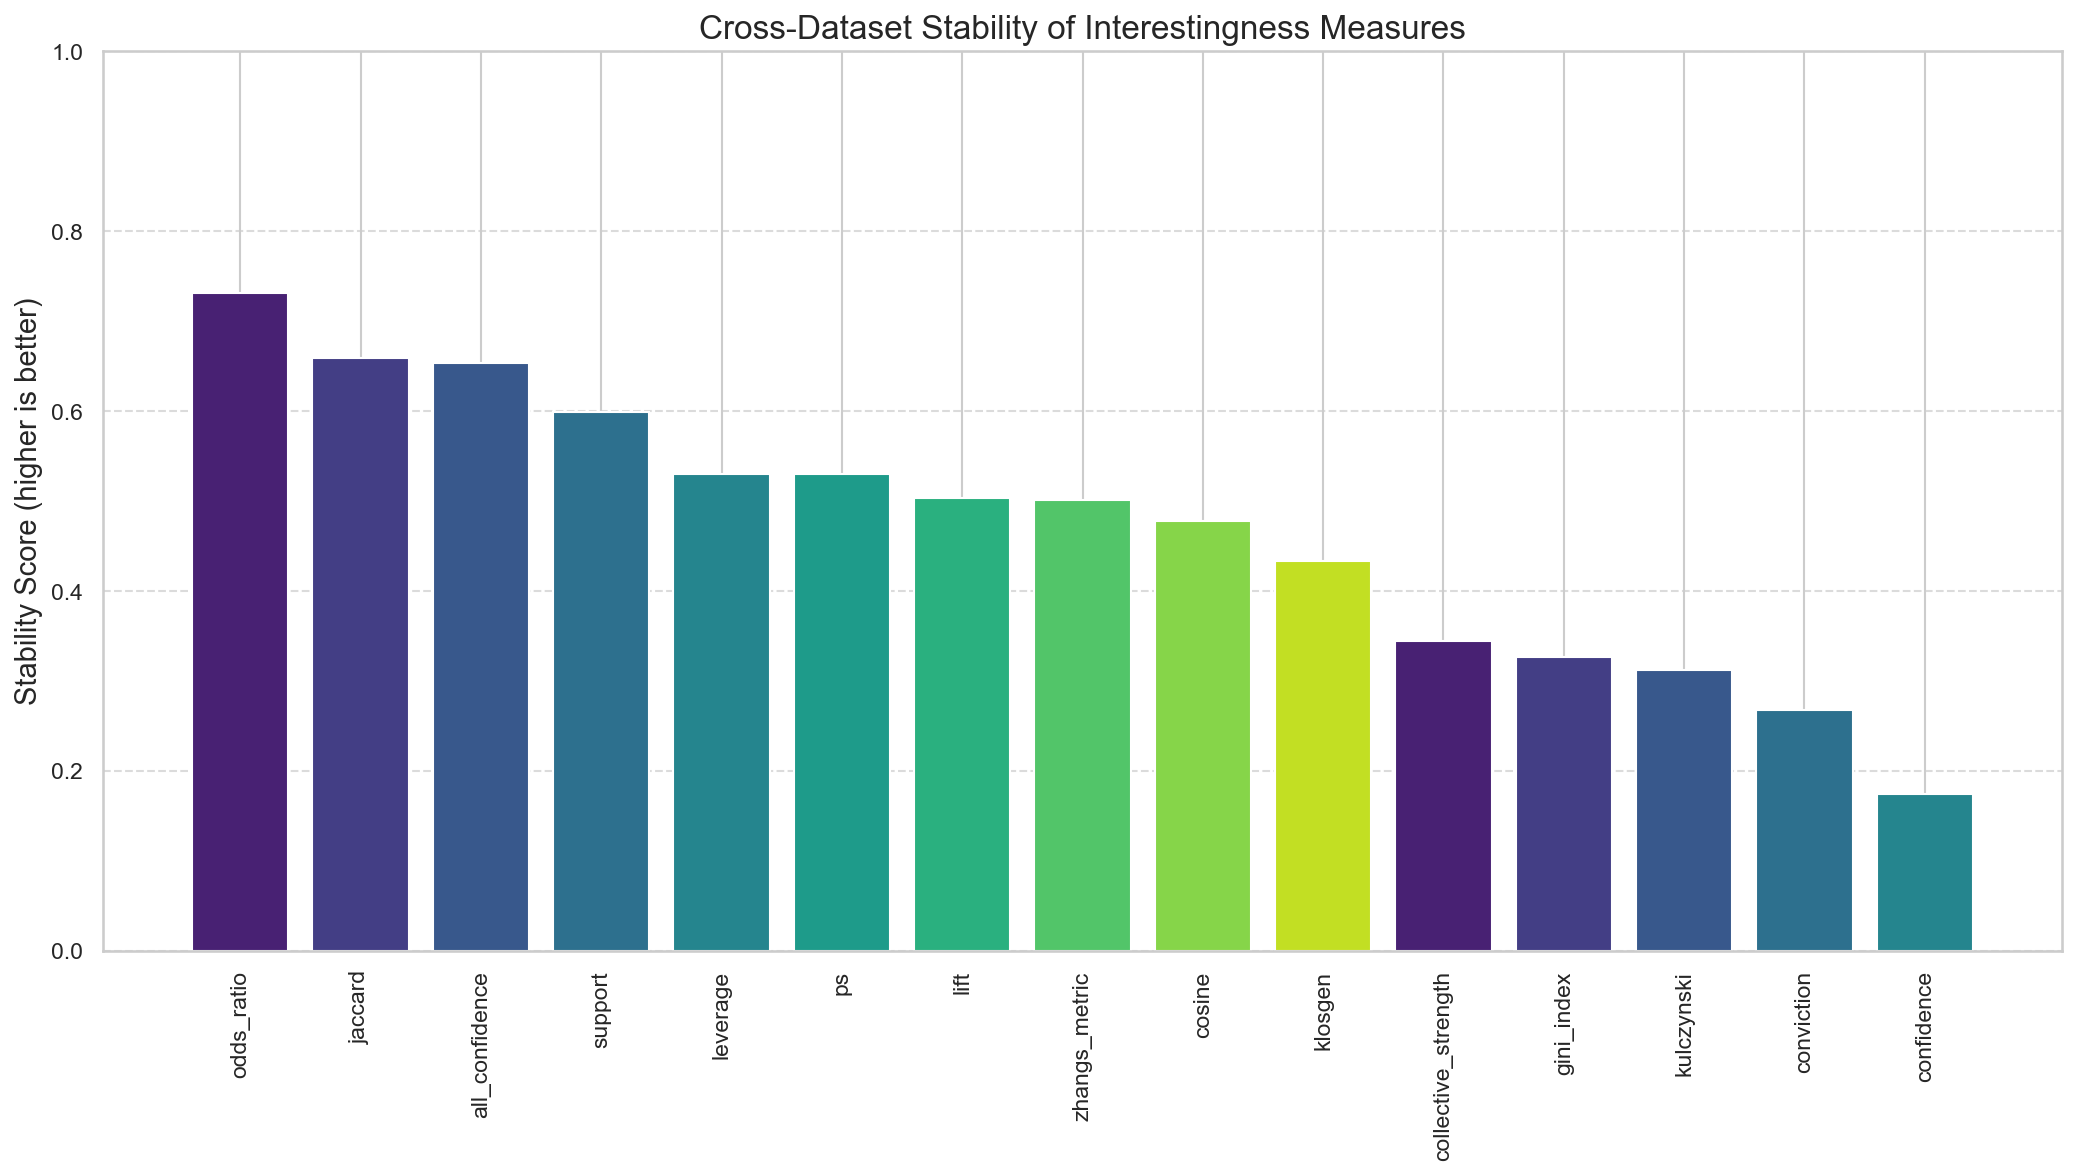 Cross-Dataset Stability of Interestingness Measures
Stability Score (higher is better)
1.0
0.8
0.6
0.4
0.2
0.0
odds_ratio
jaccard
all_confidence
support
leverage
ps
lift
zhangs_metric
cosine
klosgen
collective_strength
gini_index
kulczynski
conviction
confidence